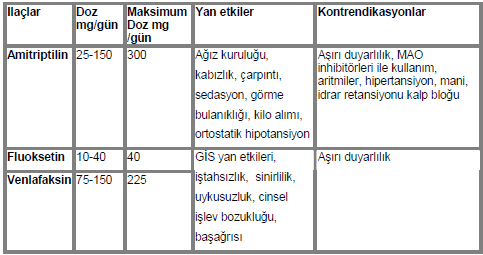 İlaçlar Doz mg/gün Maksimum Doz mg /gün Yan etkiler Kontrendikasyonlar
Amitriptilin 25-150 300 Ağız kuruluğu,
kabızlık, çarpıntı,
sedasyon, görme
bulanıklığı, kilo alımı,
ortostatik hipotansiyon
Aşırı duyarlılık, MAO
inhibitörleri ile kullanım,
aritmiler, hipertansiyon, mani,
idrar retansiyonu kalp bloğu
Fluoksetin 10-40 40 GİS yan etkileri, Aşırı duyarlılık
Venlafaksin 75-150 225 iştahsızlık, sinirlilik,
uykusuzluk, cinsel
işlev bozukluğu,
başağrısı